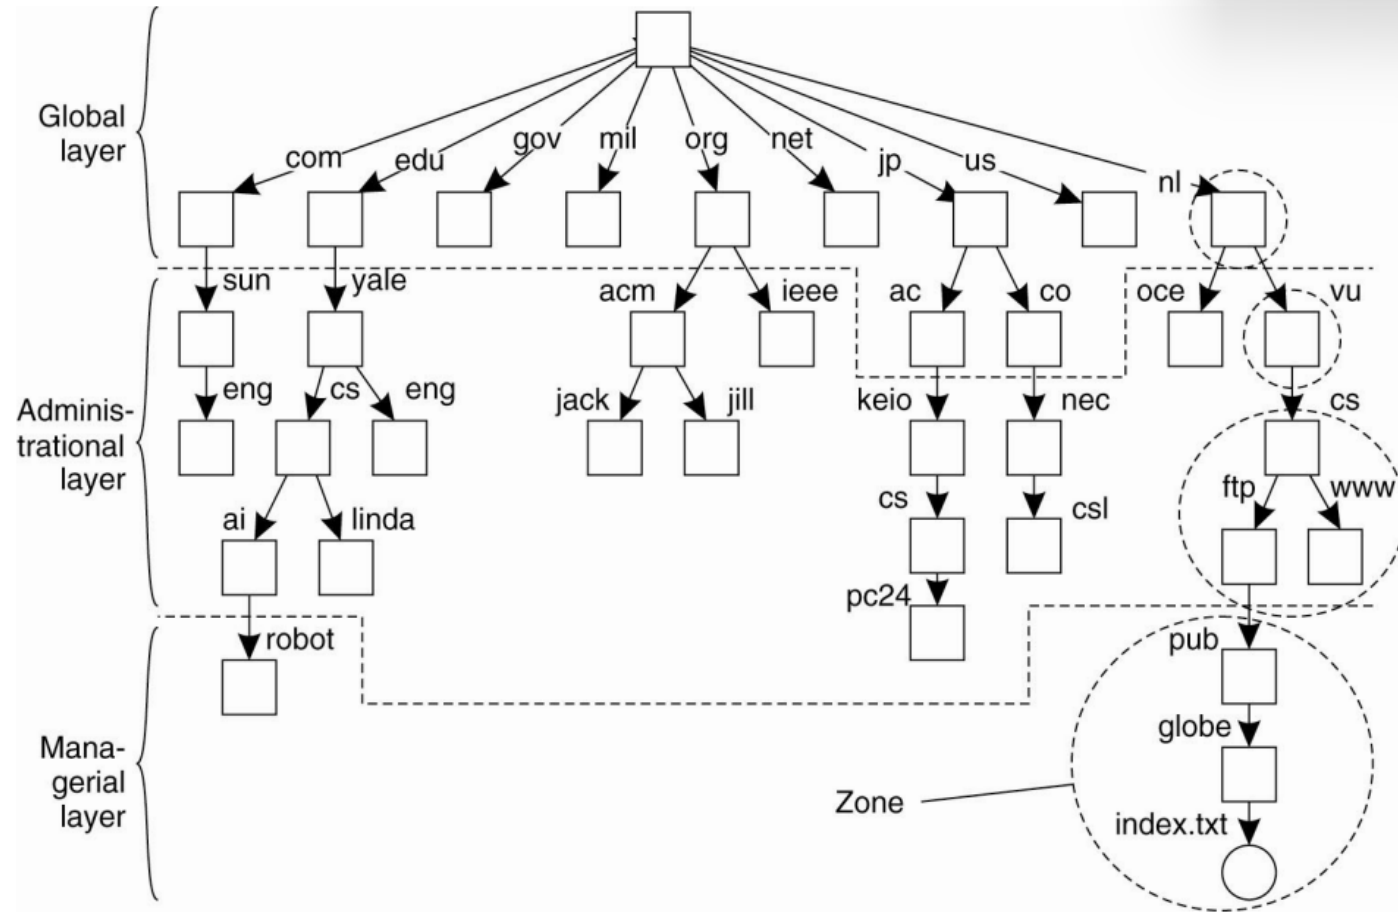 Global
layer
com
edu
gov
mil
org
net
jp
us
nl
sun
yale
acm
ieee
ac
co
oce
vu
Adminis-
trational
layer
eng
cs
eng
jack
jill
keio
nec
cs
ai
linda
cs
csl
ftp
www
pc24
robot
pub
Mana-
gerial
layer
globe
Zone
index.txt